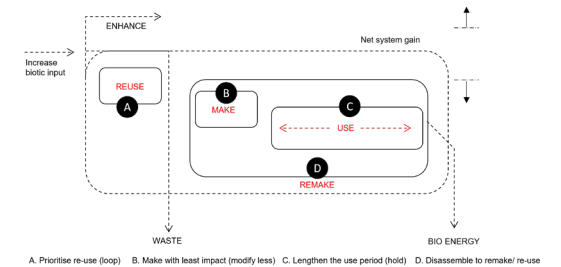 ENHANCE
Net system gain
Increase
biotic input
REUSE
A
B
MAKE
C
USE
D
REMAKE
WASTE
BIO ENERGY
A. Prioritise re-use (loop) B. Make with least impact (modify less) C. Lengthen the use period (hold) D. Disassemble to remake/ re-use